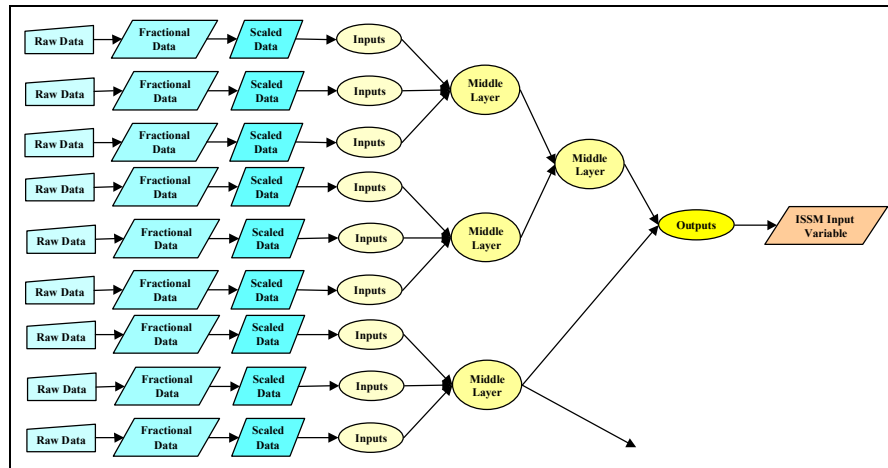 Raw Data
Fractional
Data
Scaled
Data
Inputs
Raw Data
Fractional
Data
Scaled
Data
Inputs
Middle
Layer
Raw Data
Fractional
Data
Scaled
Data
Inputs
Middle
Layer
Raw Data
Fractional
Data
Scaled
Data
Inputs
Raw Data
Fractional
Data
Scaled
Data
Inputs
Middle
Layer
Outputs
ISSM Input
Variable
Raw Data
Fractional
Data
Scaled
Data
Inputs
Raw Data
Fractional
Data
Scaled
Data
Inputs
Raw Data
Fractional
Data
Scaled
Data
Inputs
Middle
Layer
Raw Data
Fractional
Data
Scaled
Data
Inputs